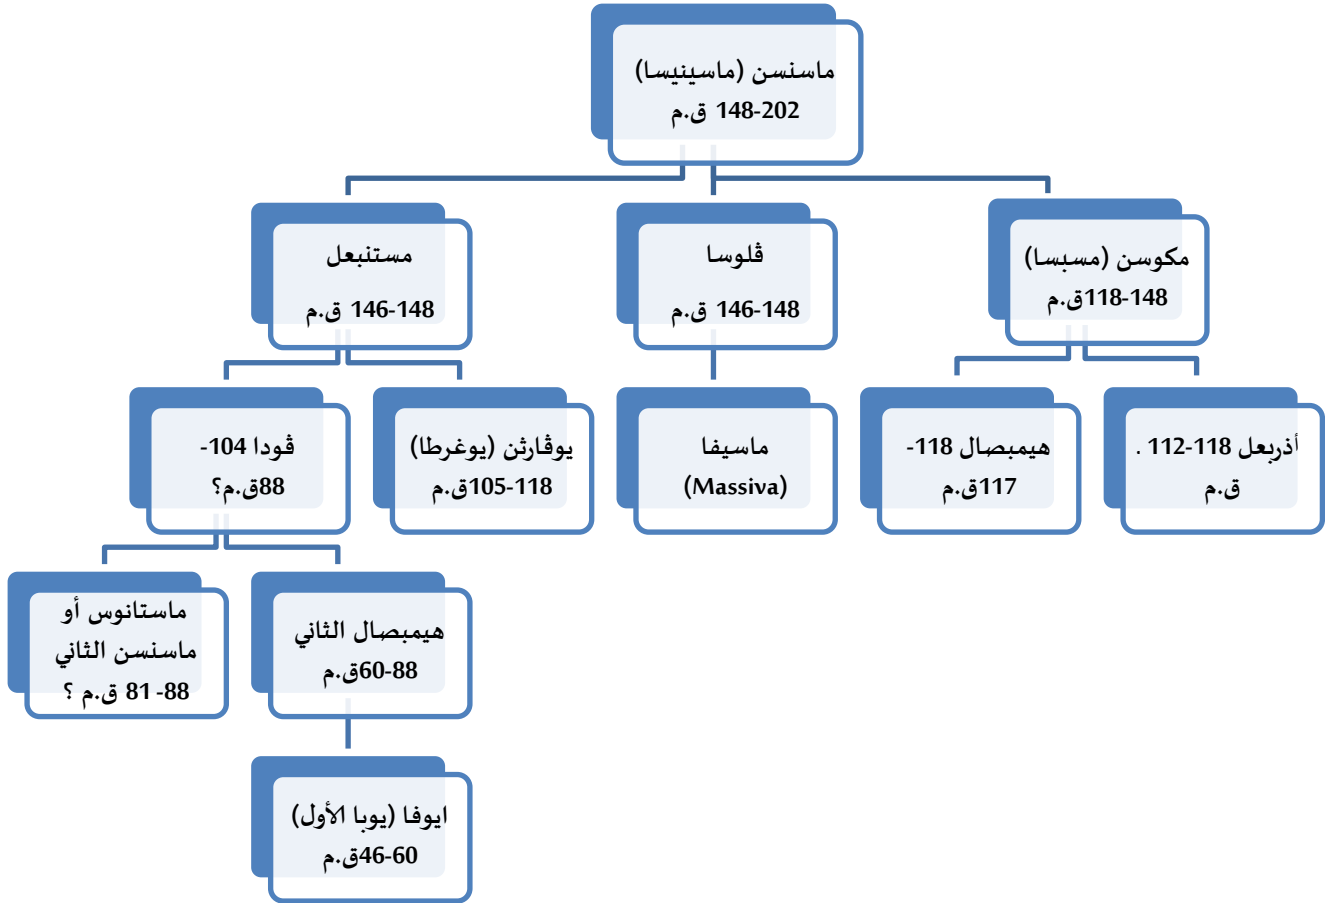 ماسنسن (ماسينيسا)
148-202 ق.م
مكوسن (مسبسا)
118-148ق.م
ڤلوسا
146-148 ق.م
مستنبعل
146-148 ق.م
أذربعل 118-112 .
ق.م
هيمبصال 118-
117ق.م
ماسيفا
(Massiva)
يوڤارثن (يوغرطا)
105-118ق.م
ڤودا 104-
88ق.م؟
هيمبصال الثاني
60-88ق.م
ماستانوس أو
ماسنسن الثاني
88- 81 ق.م ؟
ايوفا (يوبا الأول)
46-60ق.م